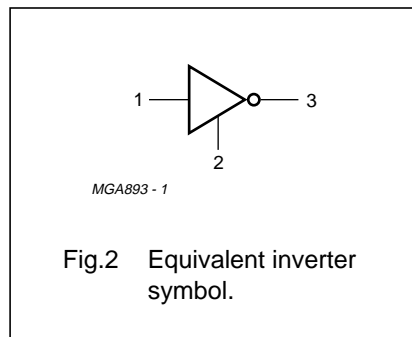 1
3
2
MGA893 - 1
Fig.2 Equivalent inverter
symbol.